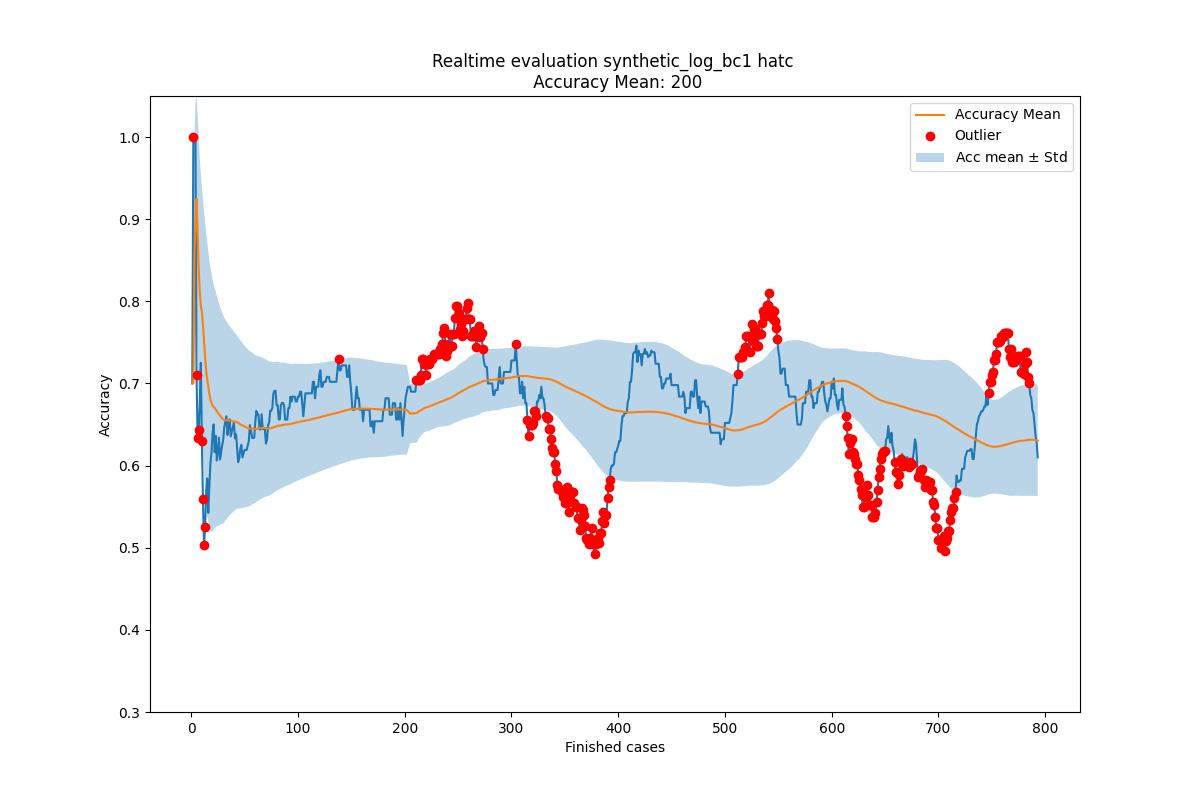 Realtime evaluation synthetic_log_bc1 hatc
Accuracy Mean: 200
Accuracy Mean
Outlier
Acc mean ± Std
1.0
0.9
0.8
0.7
0.6
0.5
0.4
0.3
Accuracy
0 100 200 300 400 500 600 700 800
Finished cases